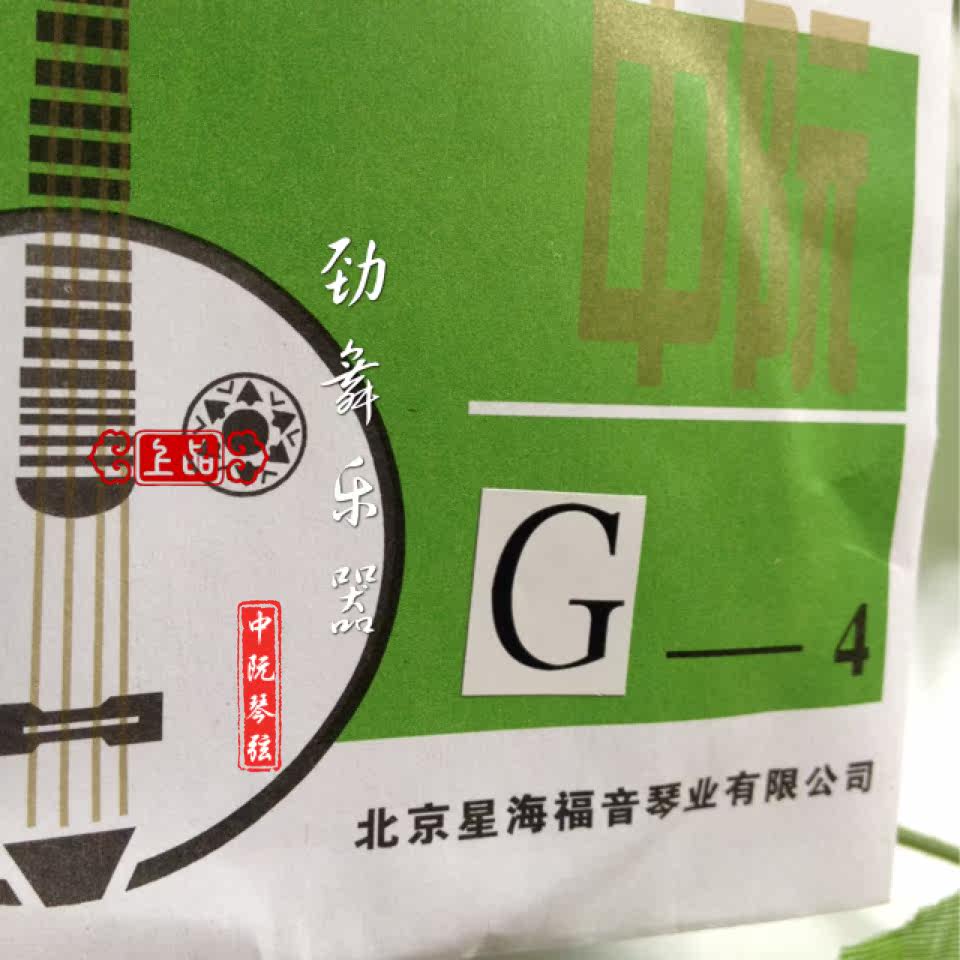 中阮
劲舞乐器
上品
G — 4
中阮琴弦
北京星海福音琴业有限公司